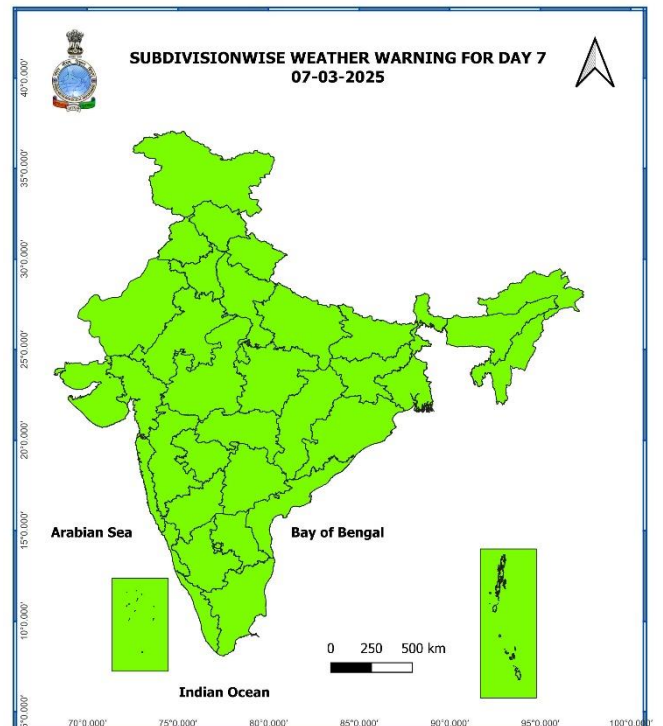 SUBDIVISIONWISE WEATHER WARNING FOR DAY 7
07-03-2025
40°0.000'
35°0.000'
30°0.000'
25°0.000'
20°0.000'
15°0.000'
10°0.000'
Arabian Sea
Bay of Bengal
0 250 500 km
Indian Ocean
70°0.000' 75°0.000' 80°0.000' 85°0.000' 90°0.000' 95°0.000' 100°0.000'